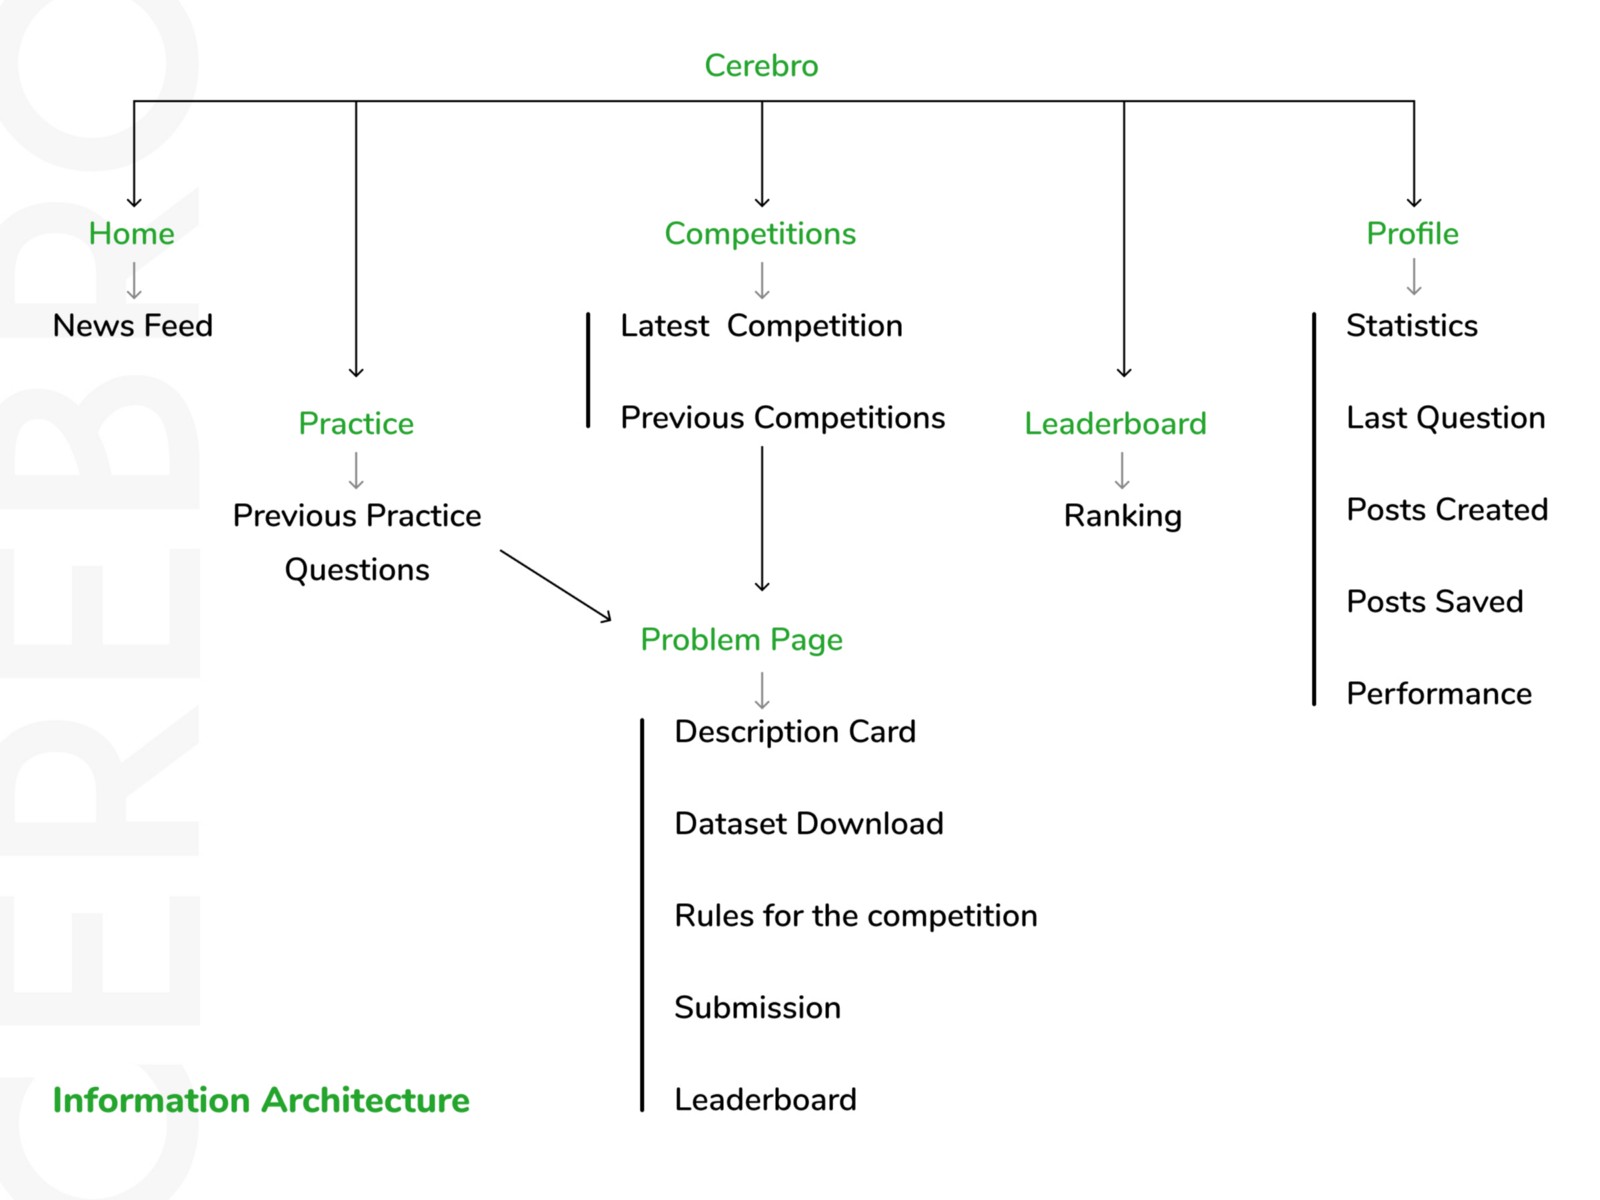 Cerebro
Home
Competitions
Profile
News Feed
Latest  Competition
Statistics
Previous Competitions
Last Question
Practice
Leaderboard
Previous Practice
Questions
Ranking
Posts Created
Posts Saved
Problem Page
Performance
Description Card
Dataset Download
Rules for the competition
Submission
Leaderboard
Information Architecture
CEREBRO